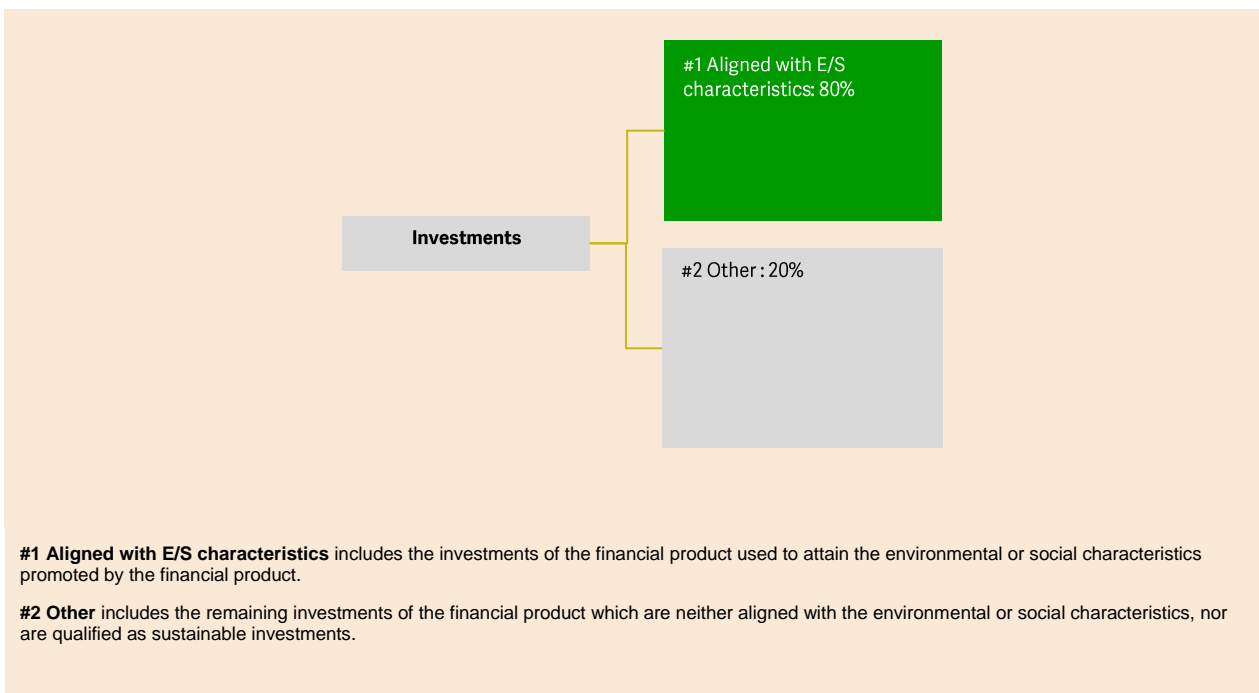 #1 Aligned with E/S
characteristics: 80%
Investments
#2 Other : 20%
#1 Aligned with E/S characteristics includes the investments of the financial product used to attain the environmental or social characteristics
promoted by the financial product.
#2 Other includes the remaining investments of the financial product which are neither aligned with the environmental or social characteristics, nor
are qualified as sustainable investments.